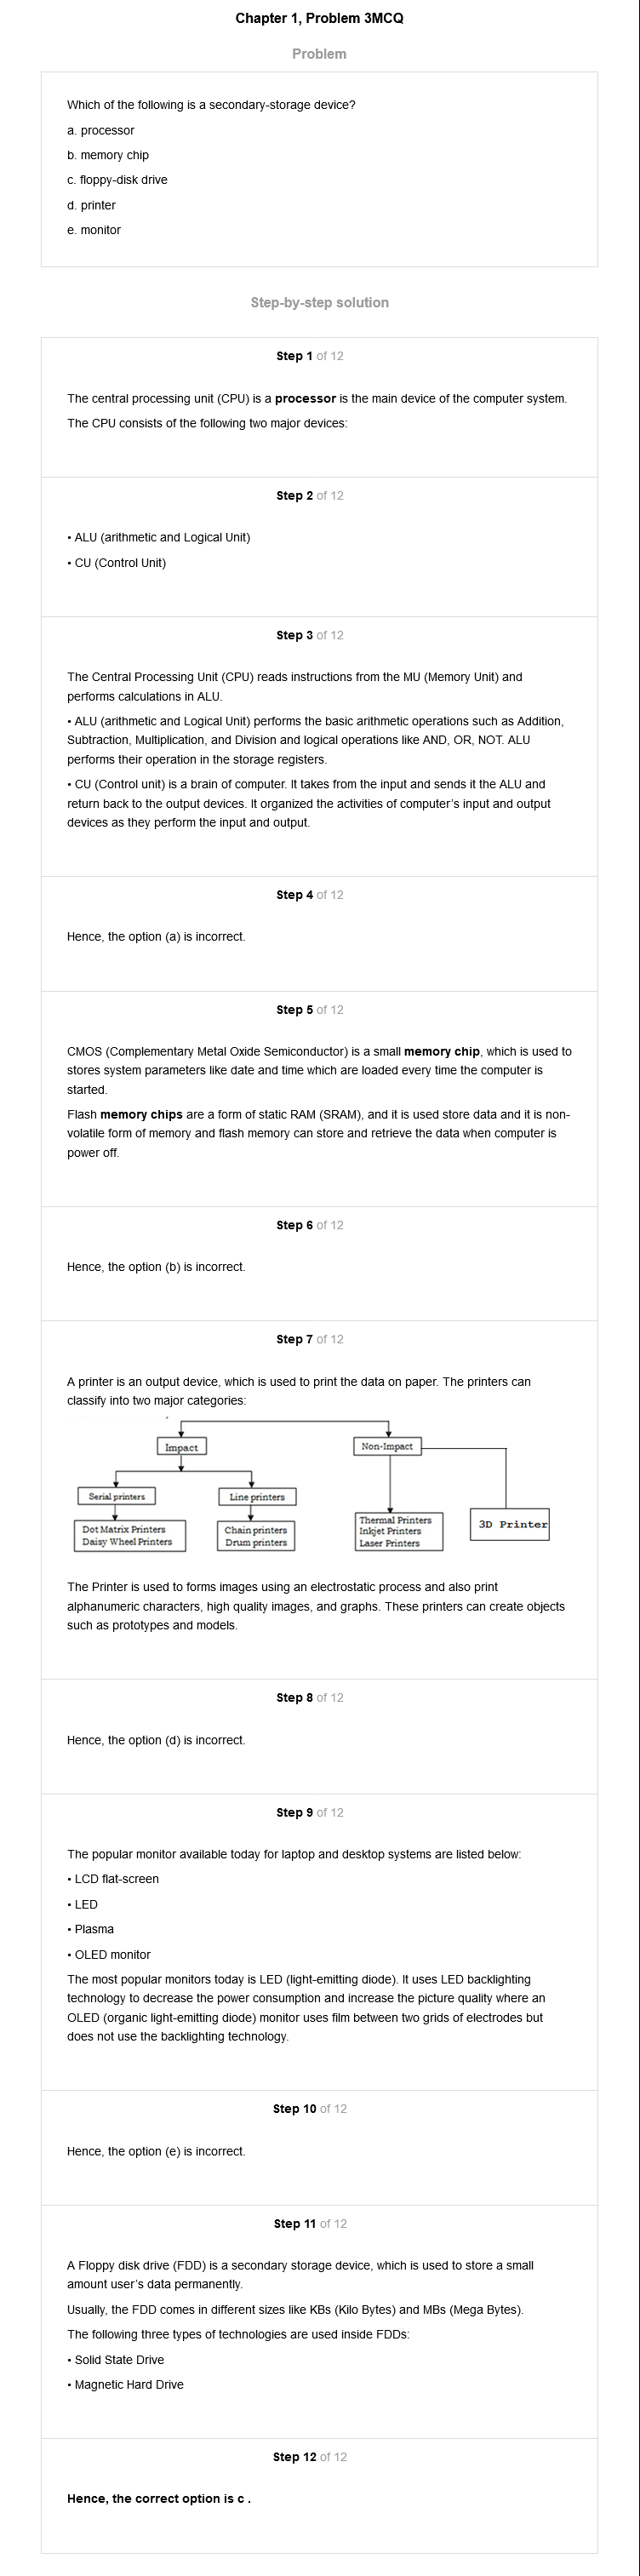 Chapter 1, Problem 3MCQ
Problem
Which of the following is a secondary-storage device?
a. processor
b. memory chip
c. floppy-disk drive
d. printer
e. monitor
Step-by-step solution
Step 1 of 12
The central processing unit (CPU) is a processor is the main device of the computer system.
The CPU consists of the following two major devices:
Step 2 of 12
• ALU (arithmetic and Logical Unit)
• CU (Control Unit)
Step 3 of 12
The Central Processing Unit (CPU) reads instructions from the MU (Memory Unit) and
performs calculations in ALU.
• ALU (arithmetic and Logical Unit) performs the basic arithmetic operations such as Addition,
Subtraction, Multiplication, and Division and logical operations like AND, OR, NOT. ALU
performs their operation in the storage registers.
• CU (Control unit) is a brain of computer. It takes from the input and sends it the ALU and
return back to the output devices. It organized the activities of computer's input and output
devices as they perform the input and output.
Step 4 of 12
Hence, the option (a) is incorrect.
Step 5 of 12
CMOS (Complementary Metal Oxide Semiconductor) is a small memory chip, which is used to
stores system parameters like date and time which are loaded every time the computer is
started.
Flash memory chips are a form of static RAM (SRAM), and it is used store data and it is non-
volatile form of memory and flash memory can store and retrieve the data when computer is
power off.
Step 6 of 12
Hence, the option (b) is incorrect.
Step 7 of 12
A printer is an output device, which is used to print the data on paper. The printers can
classify into two major categories:
Impact
Non-Impact
Serial printers
Line printers
Dot Matrix Printers
Daisy Wheel Printers
Chain printers
Drum printers
Thermal Printers
Inkjet Printers
Laser Printers
3D Printer
The Printer is used to forms images using an electrostatic process and also print
alphanumeric characters, high quality images, and graphs. These printers can create objects
such as prototypes and models.
Step 8 of 12
Hence, the option (d) is incorrect.
Step 9 of 12
The popular monitor available today for laptop and desktop systems are listed below:
• LCD flat-screen
• LED
• Plasma
• OLED monitor
The most popular monitors today is LED (light-emitting diode). It uses LED backlighting
technology to decrease the power consumption and increase the picture quality where an
OLED (organic light-emitting diode) monitor uses film between two grids of electrodes but
does not use the backlighting technology.
Step 10 of 12
Hence, the option (e) is incorrect.
Step 11 of 12
A Floppy disk drive (FDD) is a secondary storage device, which is used to store a small
amount user's data permanently.
Usually, the FDD comes in different sizes like KBs (Kilo Bytes) and MBs (Mega Bytes).
The following three types of technologies are used inside FDDs:
• Solid State Drive
• Magnetic Hard Drive
Step 12 of 12
Hence, the correct option is c .